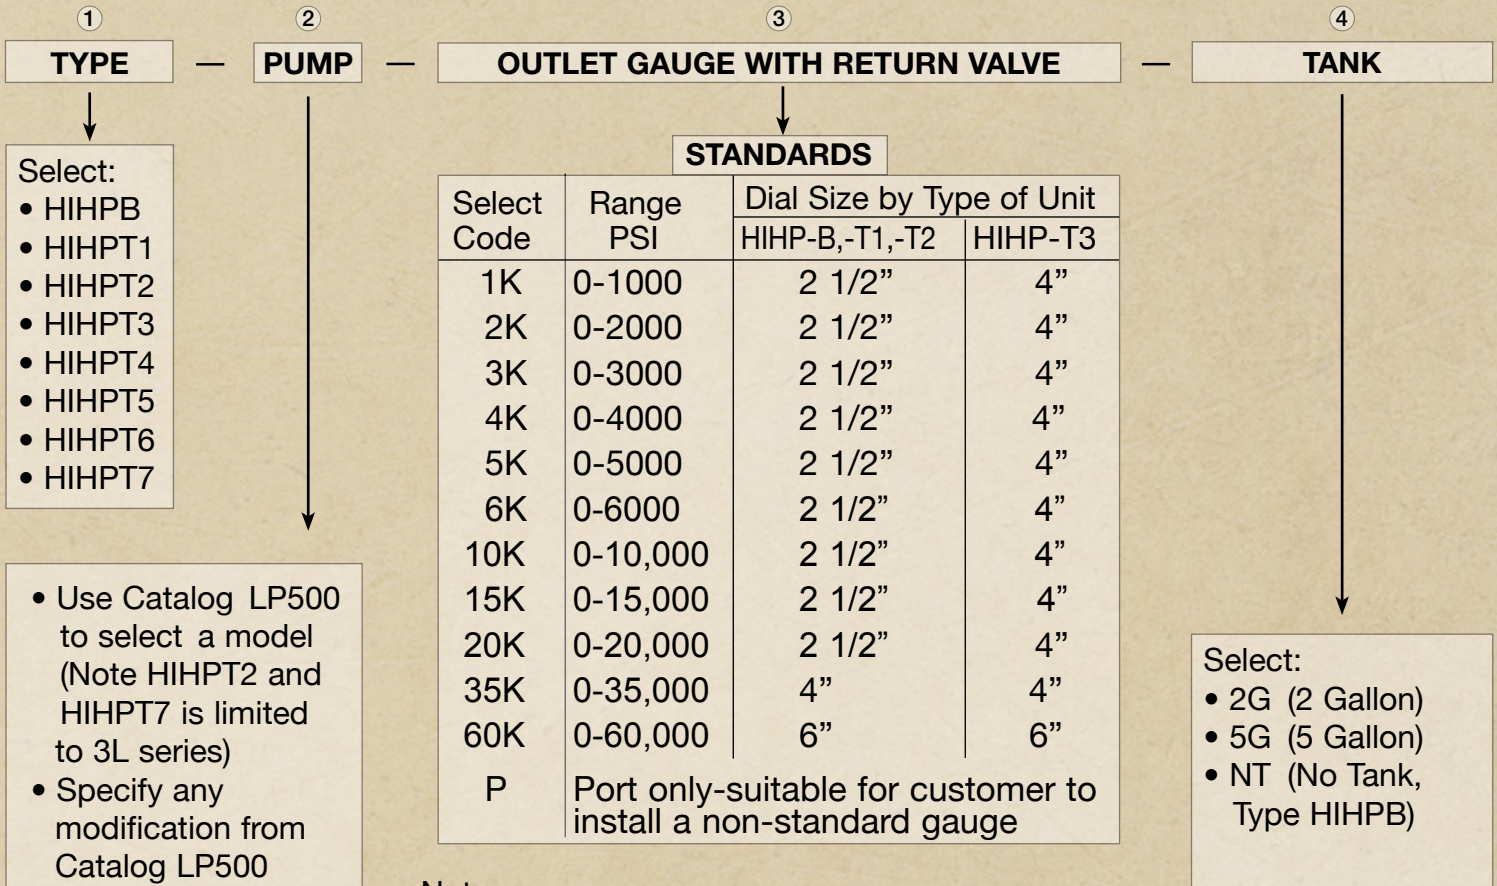 ① ② ③ ④
TYPE — PUMP — OUTLET GAUGE WITH RETURN VALVE — TANK
Select:
• HIHPB
• HIHPT1
• HIHPT2
• HIHPT3
• HIHPT4
• HIHPT5
• HIHPT6
• HIHPT7
• Use Catalog LP500
to select a model
(Note HIHPT2 and
HIHPT7 is limited
to 3L series)
• Specify any
modification from
Catalog LP500
STANDARDS
Select Code Range PSI Dial Size by Type of Unit
HIHP-B,-T1,-T2 HIHP-T3
1K 0-1000 2 1/2” 4”
2K 0-2000 2 1/2” 4”
3K 0-3000 2 1/2” 4”
4K 0-4000 2 1/2” 4”
5K 0-5000 2 1/2” 4”
6K 0-6000 2 1/2” 4”
10K 0-10,000 2 1/2” 4”
15K 0-15,000 2 1/2” 4”
20K 0-20,000 2 1/2” 4”
35K 0-35,000 4” 4”
60K 0-60,000 6” 6”
P Port only-suitable for customer to
install a non-standard gauge
Select:
• 2G (2 Gallon)
• 5G (5 Gallon)
• NT (No Tank,
Type HIHPB)